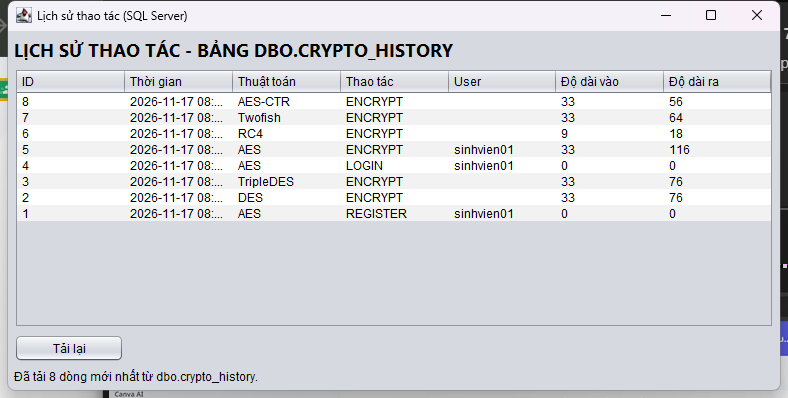 Lịch sử thao tác (SQL Server)
LỊCH SỬ THAO TÁC - BẢNG DBO.CRYPTO_HISTORY
ID Thời gian Thuật toán Thao tác User Độ dài vào Độ dài ra
8 2026-11-17 08:... AES-CTR ENCRYPT 33 56
7 2026-11-17 08:... Twofish ENCRYPT 33 64
6 2026-11-17 08:... RC4 ENCRYPT 9 18
5 2026-11-17 08:... AES ENCRYPT sinhvien01 33 116
4 2026-11-17 08:... AES LOGIN sinhvien01 0 0
3 2026-11-17 08:... TripleDES ENCRYPT 33 76
2 2026-11-17 08:... DES ENCRYPT 33 76
1 2026-11-17 08:... AES REGISTER sinhvien01 0 0
Tải lại
Đã tải 8 dòng mới nhất từ dbo.crypto_history.
Canva AI